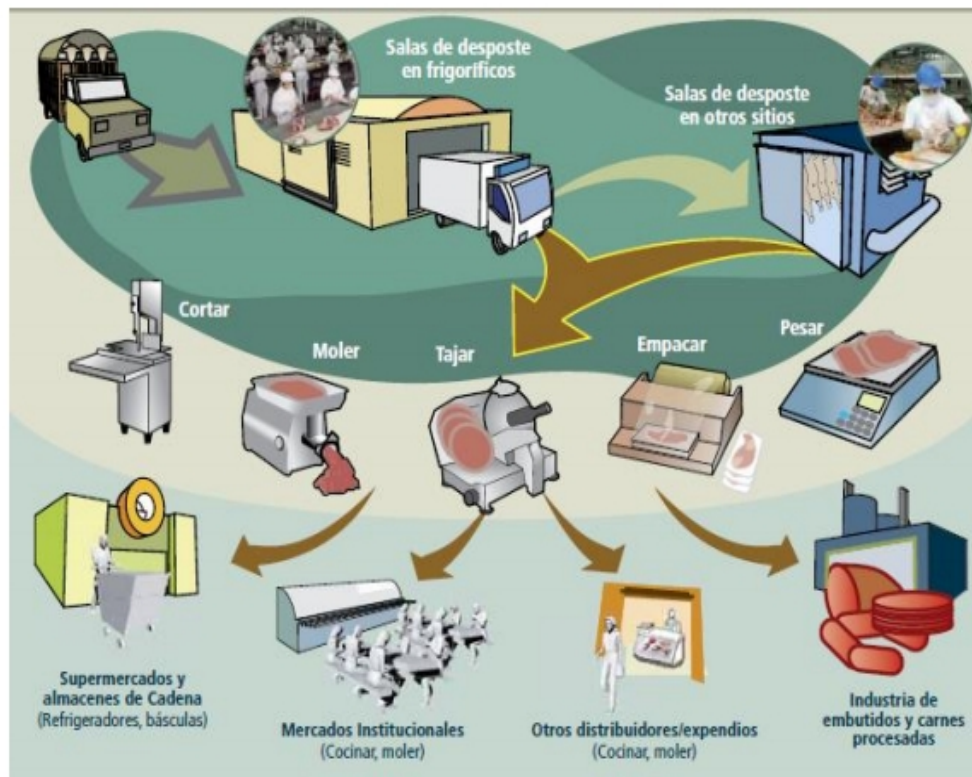 Salas de desposte
en frigoríficos
Salas de desposte
en otros sitios
Cortar
Moler
Tajar
Empacar
Pesar
Supermercados y
almacenes de Cadena
(Refrigeradores, básculas)
Mercados Institucionales
(Cocinar, moler)
Otros distribuidores/expendios
(Cocinar, moler)
Industria de
embutidos y carnes
procesadas